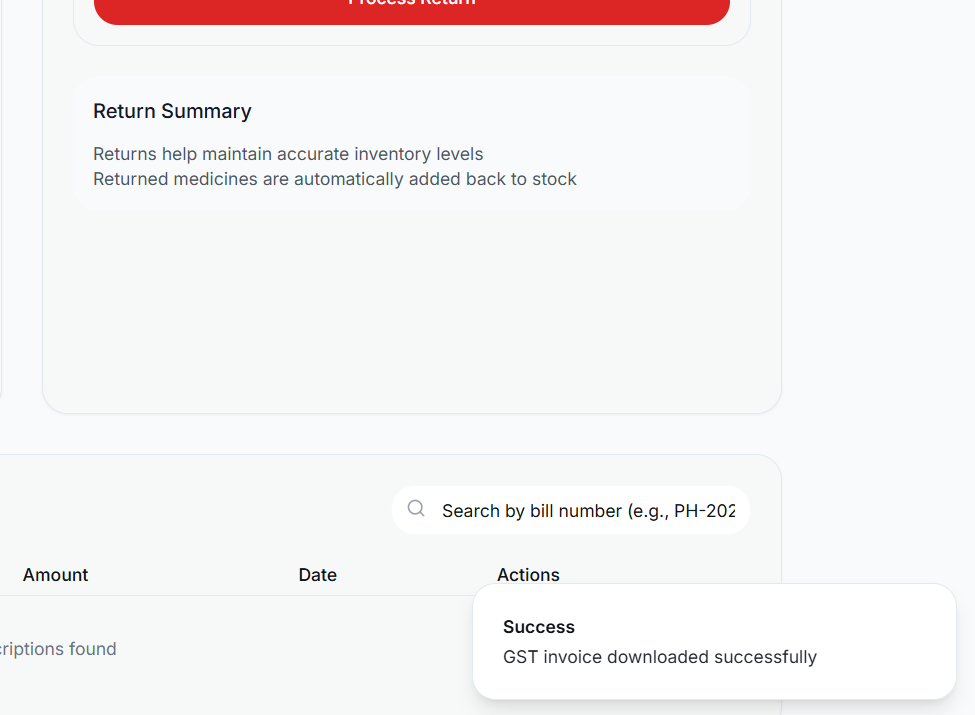 Process Return
Return Summary
Returns help maintain accurate inventory levels
Returned medicines are automatically added back to stock
Search by bill number (e.g., PH-202
Amount Date Actions
criptions found
Success
GST invoice downloaded successfully